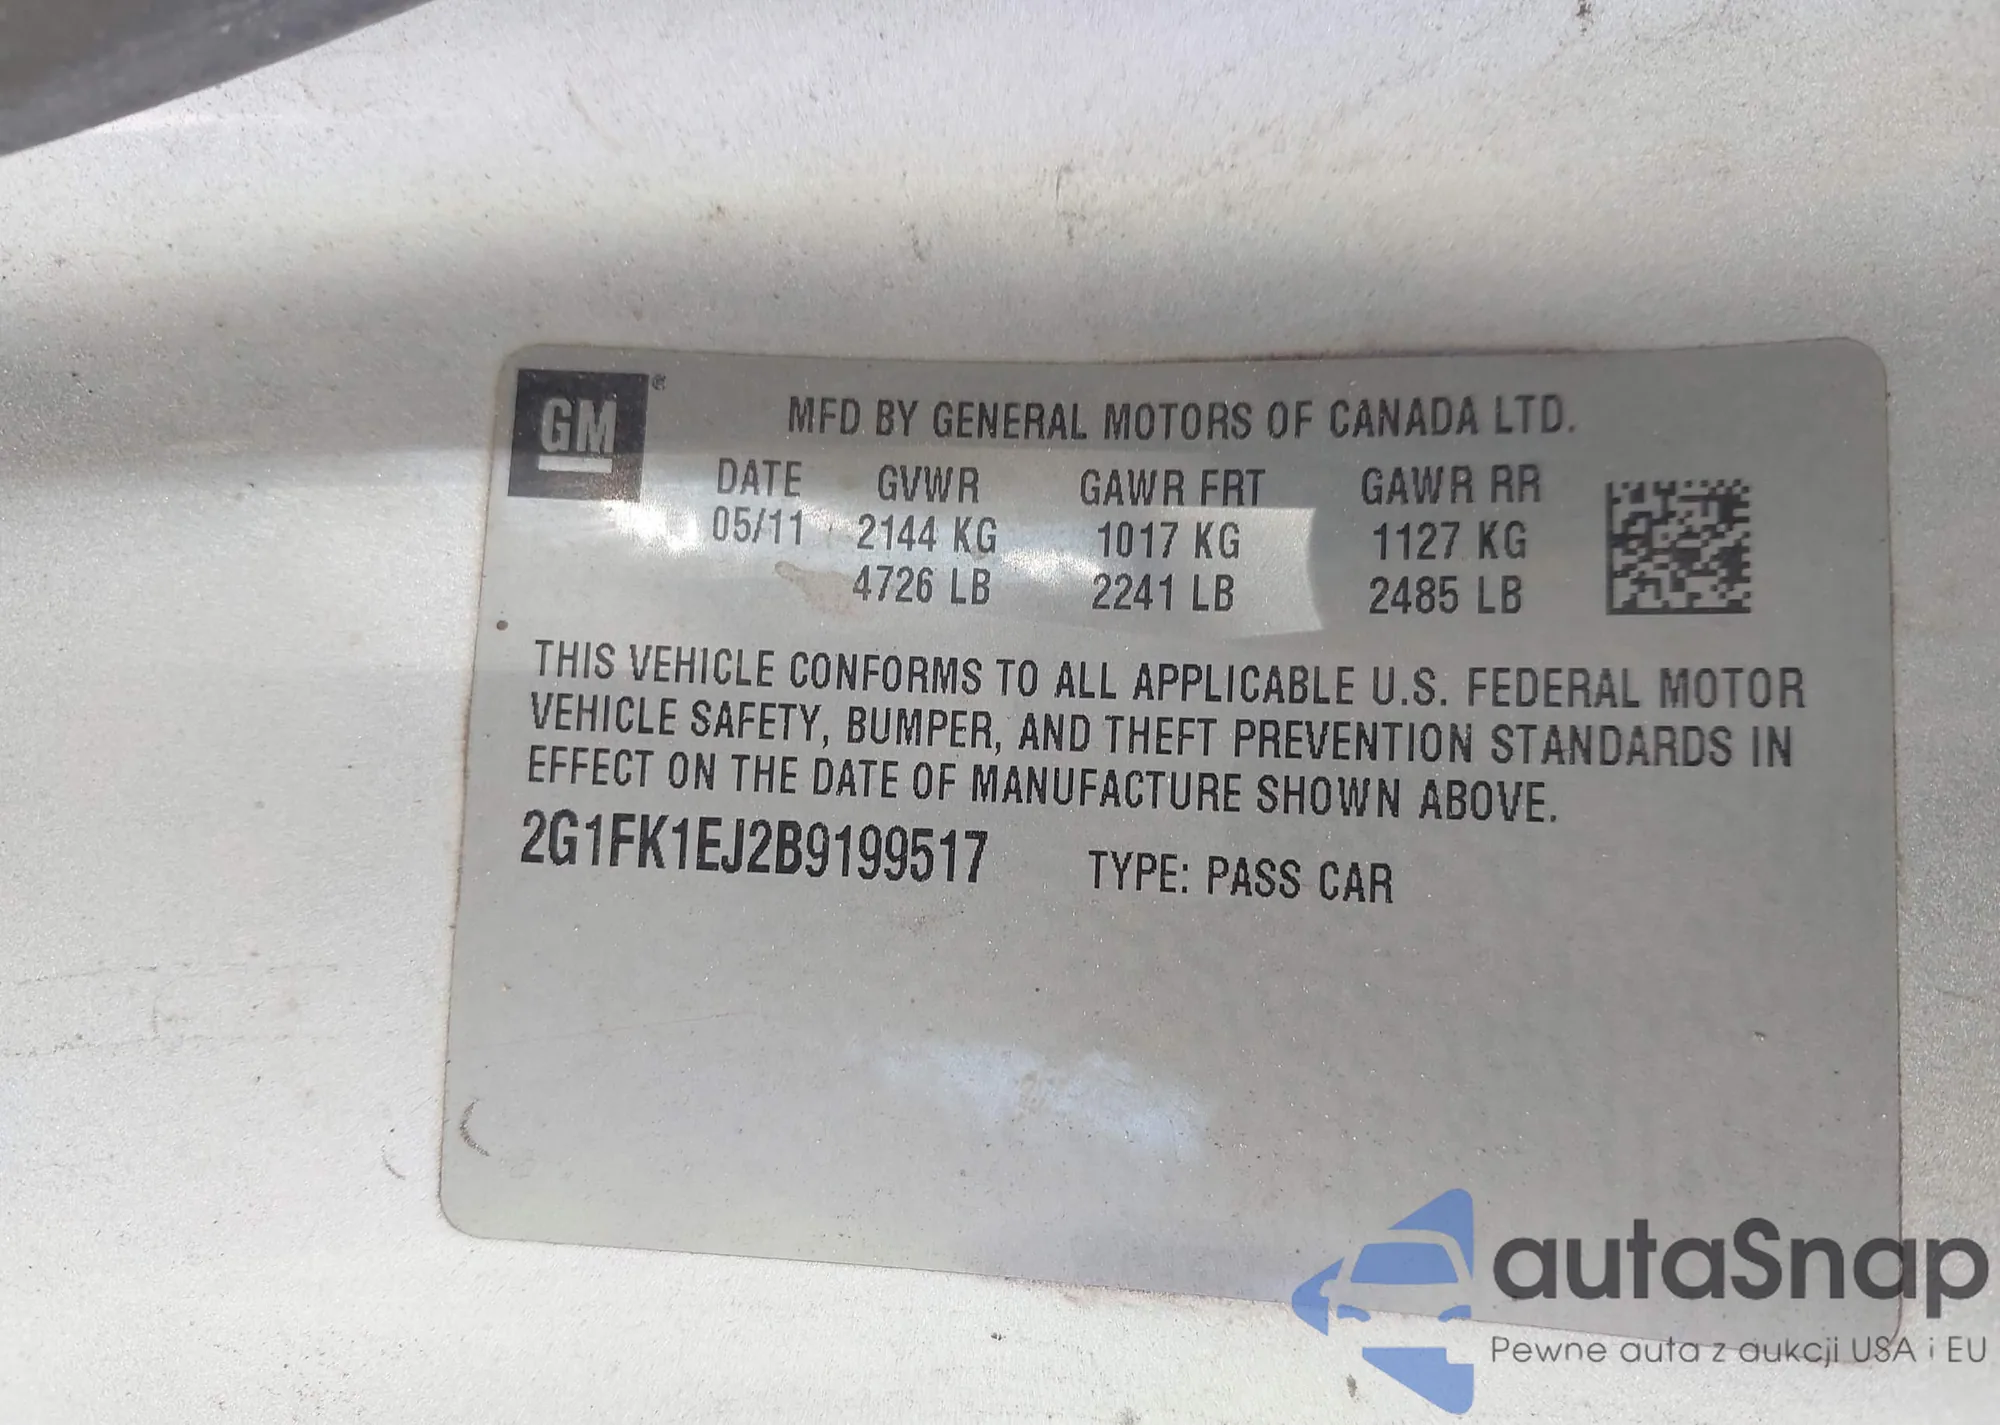 GM ®
MFD BY GENERAL MOTORS OF CANADA LTD.
DATE GVWR GAWR FRT GAWR RR
05/11 2144 KG 1017 KG 1127 KG
4726 LB 2241 LB 2485 LB
THIS VEHICLE CONFORMS TO ALL APPLICABLE U.S. FEDERAL MOTOR
VEHICLE SAFETY, BUMPER, AND THEFT PREVENTION STANDARDS IN
EFFECT ON THE DATE OF MANUFACTURE SHOWN ABOVE.
2G1FK1EJ2B9199517 TYPE: PASS CAR
autaSnap
Pewne auta z aukcji USA i EU